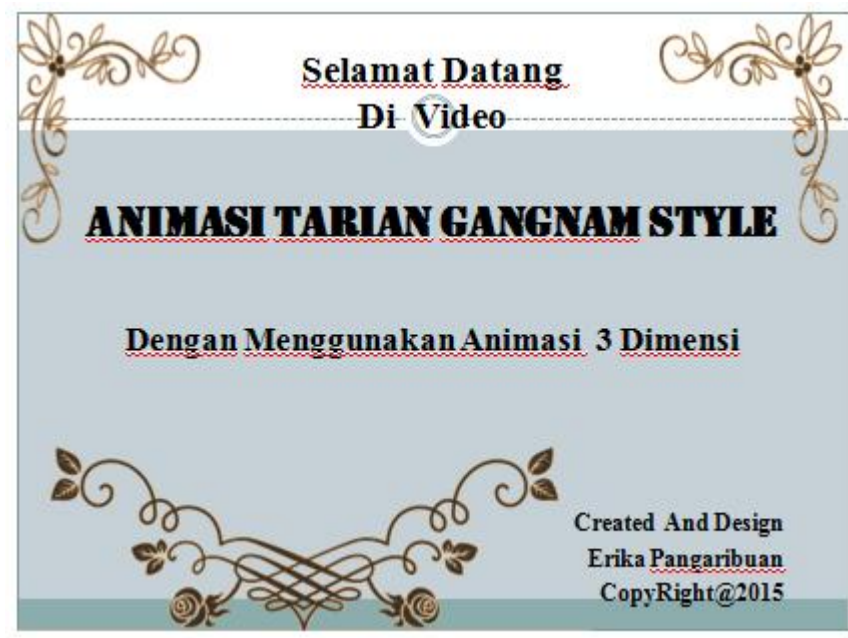 Selamat Datang
Di Video
ANIMASI TARIAN GANGNAM STYLE
Dengan Menggunakan Animasi 3 Dimensi
Created And Design
Erika Pangaribuan
CopyRight@2015